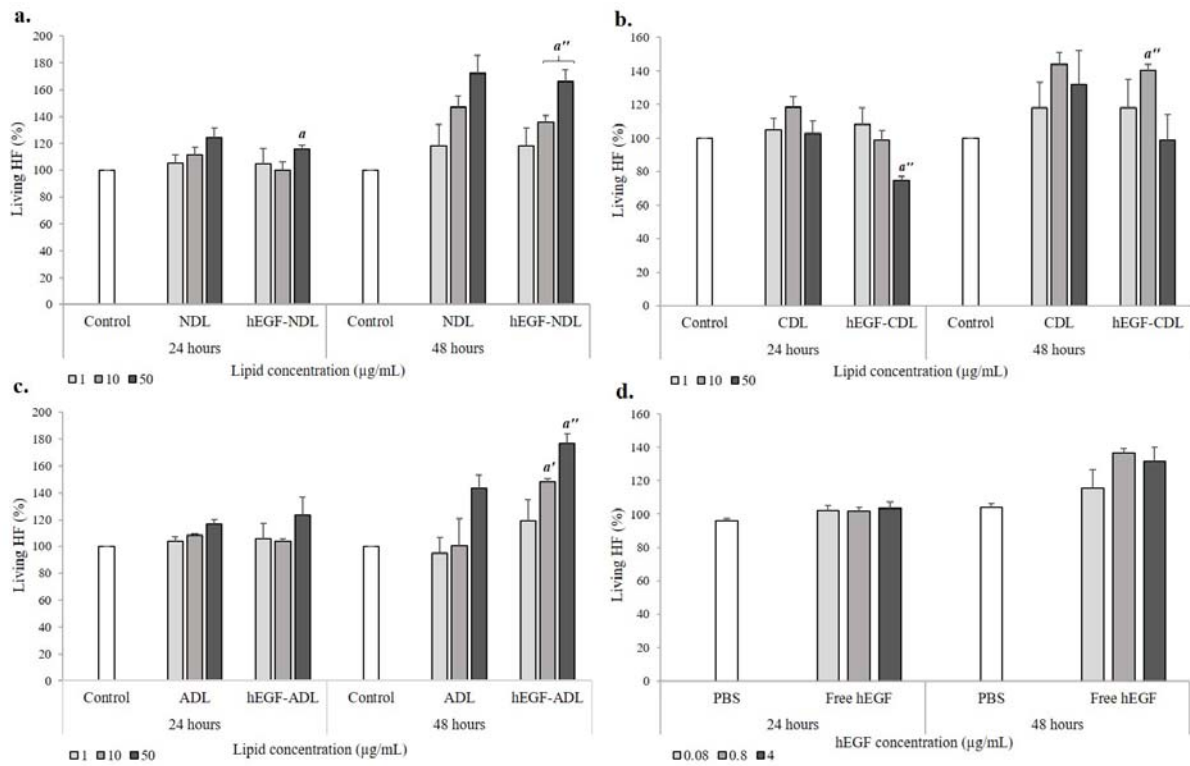 a.
Living HF (%)
200
180
160
140
120
100
80
60
40
20
0
a
a''
Control NDL hEGF-NDL Control NDL hEGF-NDL
24 hours 48 hours
Lipid concentration (µg/mL)
1 10 50
b.
Living HF (%)
160
140
120
100
80
60
40
20
0
a''
a''
Control CDL hEGF-CDL Control CDL hEGF-CDL
24 hours 48 hours
Lipid concentration (µg/mL)
1 10 50
c.
Living HF (%)
200
180
160
140
120
100
80
60
40
20
0
a'
a''
Control ADL hEGF-ADL Control ADL hEGF-ADL
24 hours 48 hours
Lipid concentration (µg/mL)
1 10 50
d.
Living HF (%)
160
140
120
100
80
60
40
20
0
PBS Free hEGF PBS Free hEGF
24 hours 48 hours
hEGF concentration (µg/mL)
0.08 0.8 4